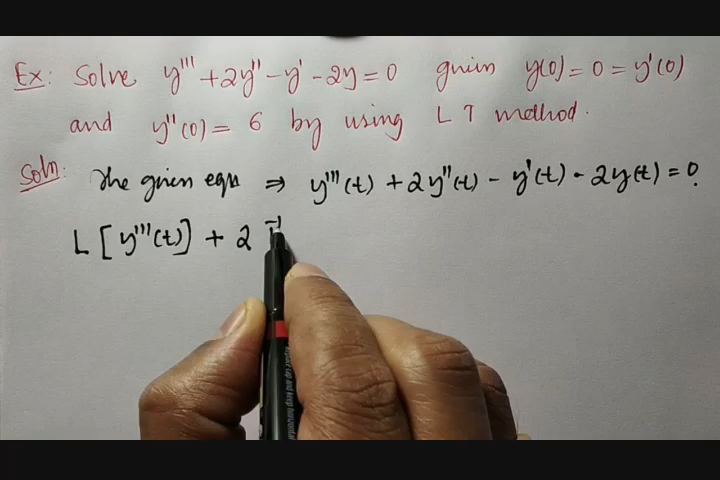 Ex: Solve y''' + 2y'' - y' - 2y = 0 given y(0) = 0 = y'(0)
and y''(0) = 6 by using LT method.
Soln: The given eqn ⇒ y'''(t) + 2y''(t) - y'(t) - 2y(t) = 0.
L[y'''(t)] + 2